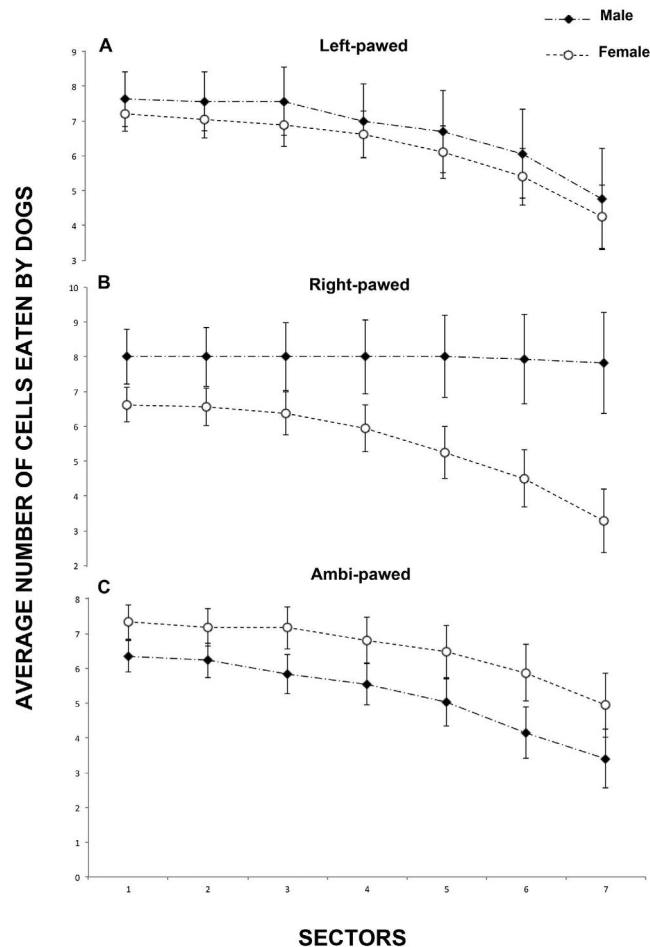 Male
Female
A
Left-pawed
9
8
7
6
5
4
3
B
Right-pawed
10
9
8
7
6
5
4
3
2
C
Ambi-pawed
8
7
6
5
4
3
2
1
0
1 2 3 4 5 6 7
SECTORS
AVERAGE NUMBER OF CELLS EATEN BY DOGS